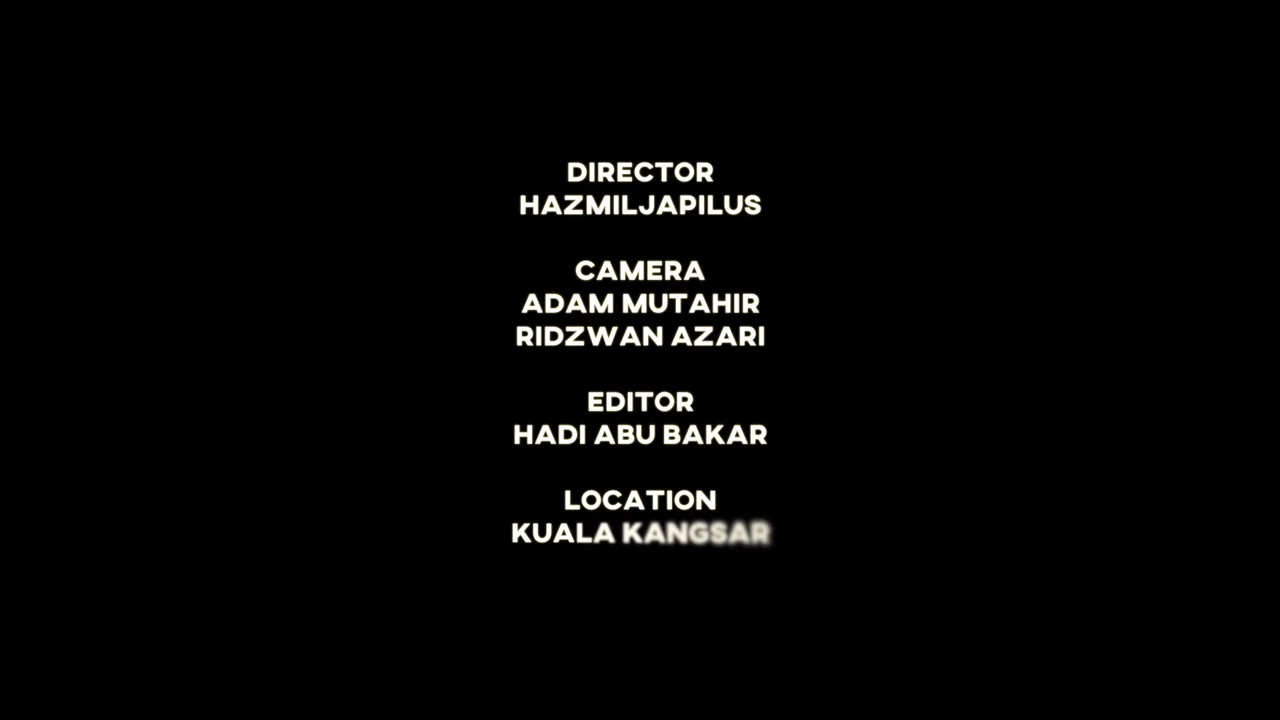 DIRECTOR
HAZMILJAPILUS
CAMERA
ADAM MUTAHIR
RIDZWAN AZARI
EDITOR
HADI ABU BAKAR
LOCATION
KUALA KANGSAR